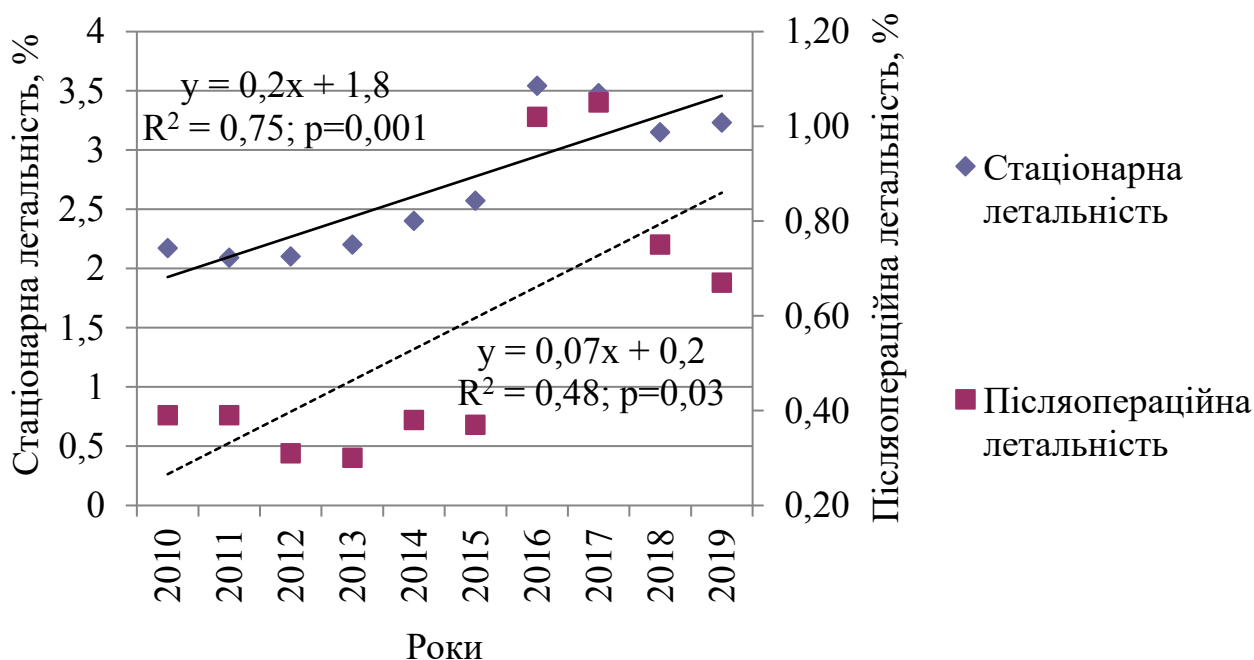 Стаціонарна летальність, %
4
3,5
3
2,5
2
1,5
1
0,5
0
y = 0,2x + 1,8
R² = 0,75; p=0,001
y = 0,07x + 0,2
R² = 0,48; p=0,03
1,20
1,00
0,80
0,60
0,40
0,20
Післяопераційна летальність, %
2010
2011
2012
2013
2014
2015
2016
2017
2018
2019
Роки
Стаціонарна
летальність
Післяопераційна
летальність